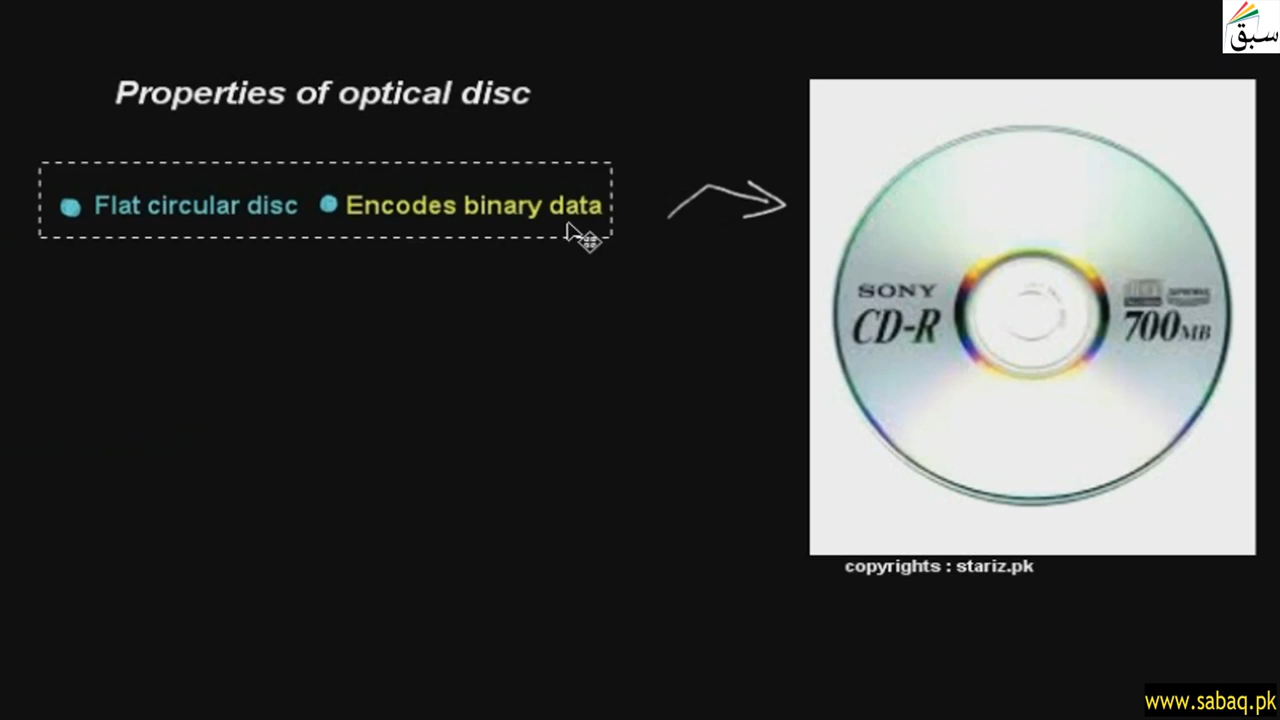 سبق
Properties of optical disc
Flat circular disc
Encodes binary data
SONY
CD-R
700MB
copyrights : stariz.pk
www.sabaq.pk